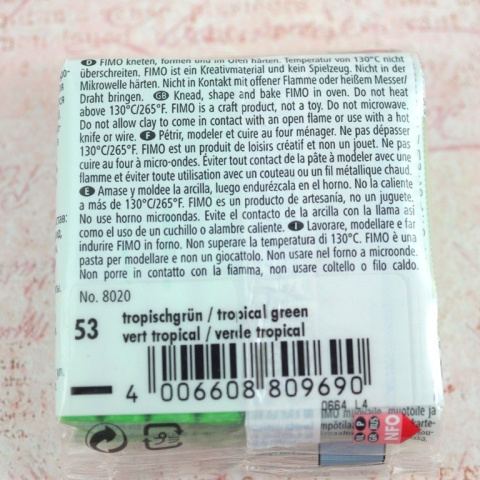 D FIMO kneten, formen und im Ofen härten. Temperatur von 130°C nicht
überschreiten. FIMO ist ein Kreativmaterial und kein Spielzeug. Nicht in der
Mikrowelle härten. Nicht in Kontakt mit offener Flamme oder heißem Messer/
Draht bringen. GB Knead, shape and bake FIMO in oven. Do not heat
above 130°C/265°F. FIMO is a craft product, not a toy. Do not microwave.
Do not allow clay to come in contact with an open flame or use with a hot
knife or wire. F Pétrir, modeler et cuire au four ménager. Ne pas dépasser
130°C/265°F. FIMO est un produit de loisirs créatif et non un jouet. Ne pas
cuire au four à micro-ondes. Éviter tout contact de la pâte à modeler avec une
flamme et éviter toute utilisation avec un couteau ou un fil métallique chaud.
E Amase y moldee la arcilla, luego endurézcala en el horno. No la caliente
a más de 130°C/265°F. FIMO es un producto de artesanía, no un juguete.
No use horno microondas. Evite el contacto de la arcilla con la llama así
como el uso de un cuchillo o alambre caliente. I Lavorare, modellare e far
indurire FIMO in forno. Non superare la temperatura di 130°C. FIMO è una
pasta per modellare e non un giocattolo. Non usare nel forno a microonde.
Non porre in contatto con la fiamma, non usare coltello o filo caldo.
No. 8020
53 tropischgrün / tropical green
vert tropical / verde tropical
4 006608 809690
0664 L4
muotoile ja
INFO